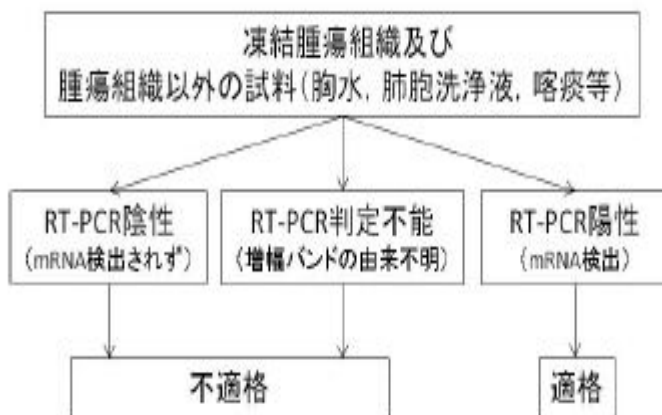 凍結腫瘍組織及び
腫瘍組織以外の試料(胸水, 肺胞洗浄液, 喀痰等)
RT-PCR陰性
(mRNA検出されず)
RT-PCR判定不能
(増幅バンドの由来不明)
RT-PCR陽性
(mRNA検出)
不適格
適格